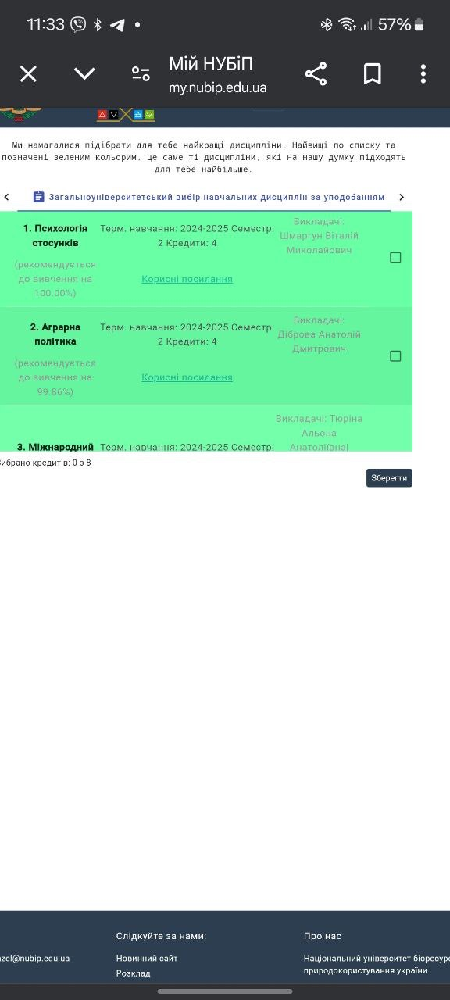 11:33
57%
Мій НУБіП
my.nubip.edu.ua
Ми намагалися підібрати для тебе найкращі дисципліни. Найвищі по списку та
позначені зеленим кольорим, це саме ті дисципліни, які на нашу думку підходять
для тебе найбільше.
Загальноуніверситетський вибір навчальних дисциплін за уподобанням
1. Психологія
стосунків
(рекомендується
до вивчення на
100.00%)
Терм. навчання: 2024-2025 Семестр:
2 Кредити: 4
Корисні посилання
Викладачі:
Шмаргун Віталій
Миколайович
2. Аграрна
політика
(рекомендується
до вивчення на
99.86%)
Терм. навчання: 2024-2025 Семестр:
2 Кредити: 4
Корисні посилання
Викладачі:
Діброва Анатолій
Дмитрович
3. Міжнародний
Терм. навчання: 2024-2025 Семестр:
Викладачі: Тюріна
Альона
Анатоліївна|
Вибрано кредитів: 0 з 8
Зберегти
zel@nubip.edu.ua
Слідкуйте за нами:
Новинний сайт
Розклад
Про нас
Національний університет біоресур
природокористування україни